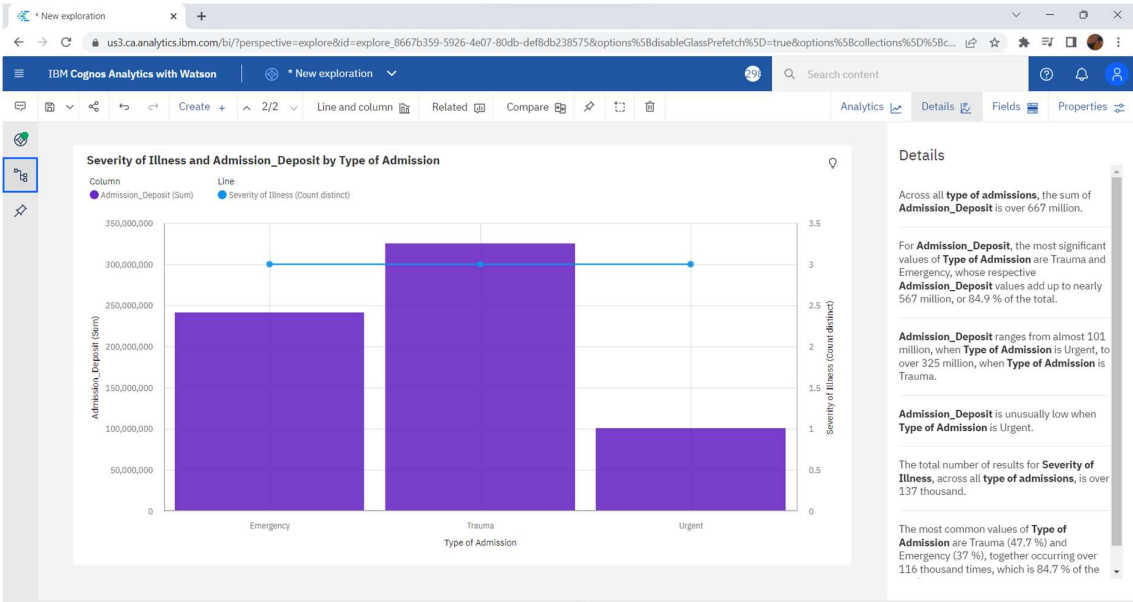 * New exploration
us3.ca.analytics.ibm.com/bi/?perspective=explore&id=explore_8667b359-5926-4e07-80db-def8db238575&options%5BdisableGlassPrefetch%5D=true&options%5Bcollections%5D%5Bc...
IBM Cognos Analytics with Watson
* New exploration
Search content
Create +
2/2
Line and column
Related
Compare
Analytics
Details
Fields
Properties
Severity of Illness and Admission_Deposit by Type of Admission
Column
Line
Admission_Deposit (Sum)
Severity of Illness (Count distinct)
350,000,000
300,000,000
250,000,000
200,000,000
150,000,000
100,000,000
50,000,000
0
Admission_Deposit (Sum)
3.5
3
2.5
2
1.5
1
0.5
0
Severity of Illness (Count distinct)
Emergency
Trauma
Urgent
Type of Admission
Details
Across all type of admissions, the sum of
Admission_Deposit is over 667 million.
For Admission_Deposit, the most significant
values of Type of Admission are Trauma and
Emergency, whose respective
Admission_Deposit values add up to nearly
567 million, or 84.9 % of the total.
Admission_Deposit ranges from almost 101
million, when Type of Admission is Urgent, to
over 325 million, when Type of Admission is
Trauma.
Admission_Deposit is unusually low when
Type of Admission is Urgent.
The total number of results for Severity of
Illness, across all type of admissions, is over
137 thousand.
The most common values of Type of
Admission are Trauma (47.7 %) and
Emergency (37 %), together occurring over
116 thousand times, which is 84.7 % of the